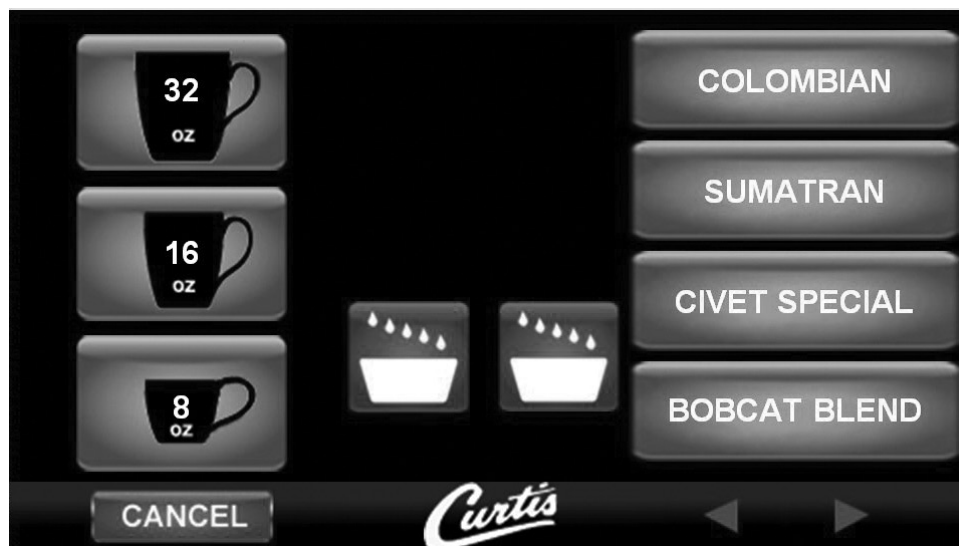 32
oz
16
oz
8
oz
COLOMBIAN
SUMATRAN
CIVET SPECIAL
BOBCAT BLEND
CANCEL
Curtis